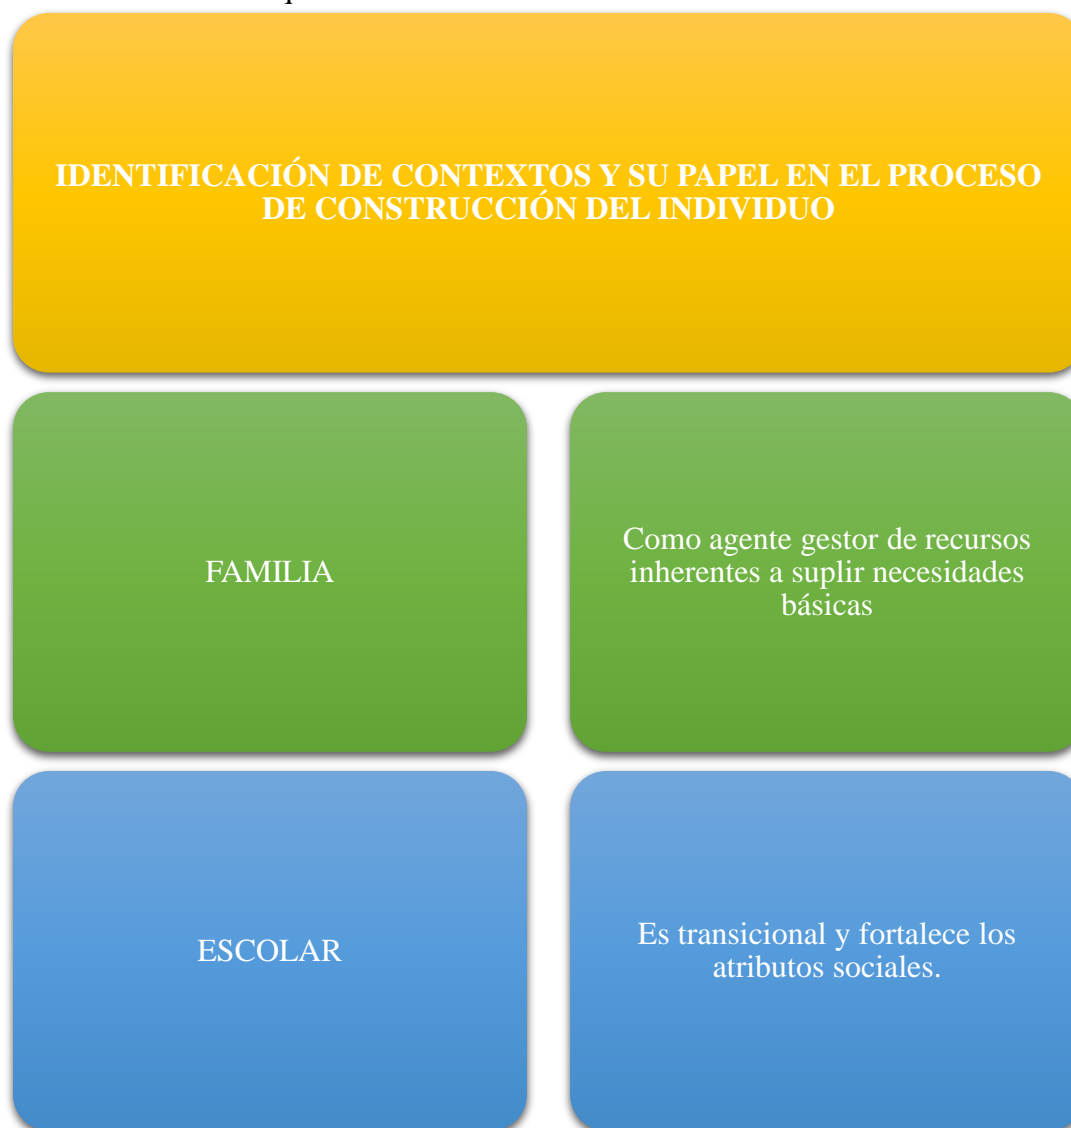 IDENTIFICACIÓN DE CONTEXTOS Y SU PAPEL EN EL PROCESO
DE CONSTRUCCIÓN DEL INDIVIDUO
FAMILIA
Como agente gestor de recursos
inherentes a suplir necesidades
básicas
ESCOLAR
Es transicional y fortalece los
atributos sociales.